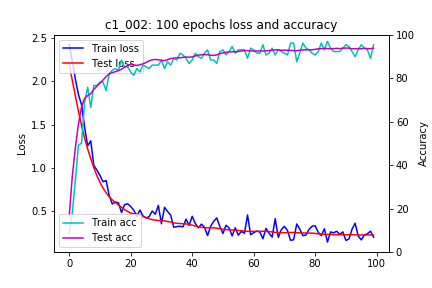 c1_002: 100 epochs loss and accuracy
2.5
2.0
1.5
1.0
0.5
Loss
Train loss
Test loss
Train acc
Test acc
100
80
60
40
20
0
Accuracy
0
20
40
60
80
100